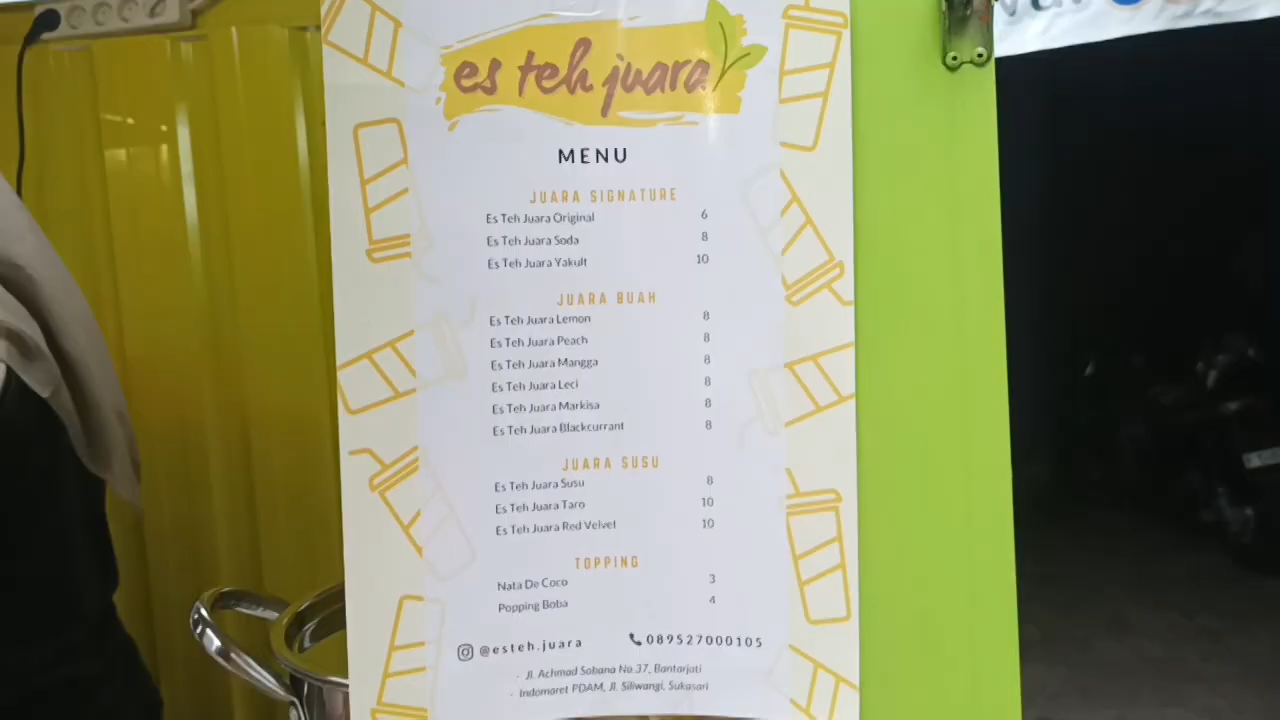 es teh juara
MENU
JUARA SIGNATURE
Es Teh Juara Original 6
Es Teh Juara Soda 8
Es Teh Juara Yakult 10
JUARA BUAH
Es Teh Juara Lemon 8
Es Teh Juara Peach 8
Es Teh Juara Mangga 8
Es Teh Juara Leci 8
Es Teh Juara Markisa 8
Es Teh Juara Blackcurrant 8
JUARA SUSU
Es Teh Juara Susu 8
Es Teh Juara Taro 10
Es Teh Juara Red Velvet 10
TOPPING
Nata De Coco 3
Popping Boba 4
@esteh.juara 089527000105
- Jl. Achmad Sobana No.37, Bantarjati
- Indomaret PDAM, Jl. Siliwangi, Sukasari